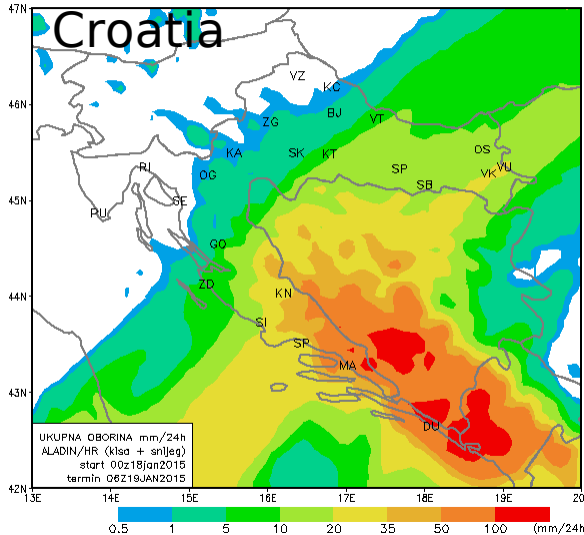 47N
Croatia
VZ
46N
KC
BJ
VT
ZG
KA
SK
KT
OS
RI
OG
SP
VK
VU
SB
45N
PU
SE
GO
44N
ZD
KN
SI
SP
MA
43N
DU
UKUPNA OBORINA mm/24h
ALADIN/HR (kisa + snijeg)
start 00z18jan2015
termin 06Z19JAN2015
42N
13E 14E 15E 16E 17E 18E 19E 20
0.5 1 5 10 20 35 50 100 (mm/24h